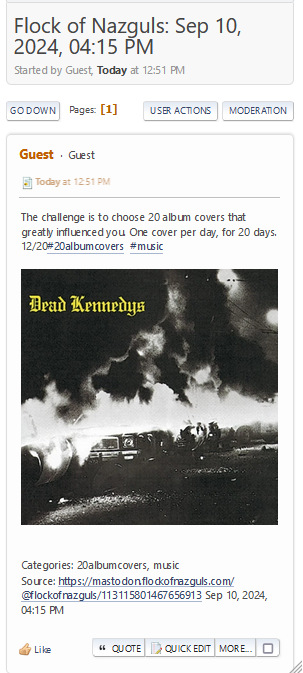 Flock of Nazguls: Sep 10,
2024, 04:15 PM
Started by Guest, Today at 12:51 PM
GO DOWN Pages: [1] USER ACTIONS MODERATION
Guest · Guest
Today at 12:51 PM
The challenge is to choose 20 album covers that
greatly influenced you. One cover per day, for 20 days.
12/20#20albumcovers #music
Dead Kennedys
Categories: 20albumcovers, music
Source: https://mastodon.flockofnazguls.com/
@flockofnazguls/113115801467656913 Sep 10, 2024,
04:15 PM
Like QUOTE QUICK EDIT MORE...